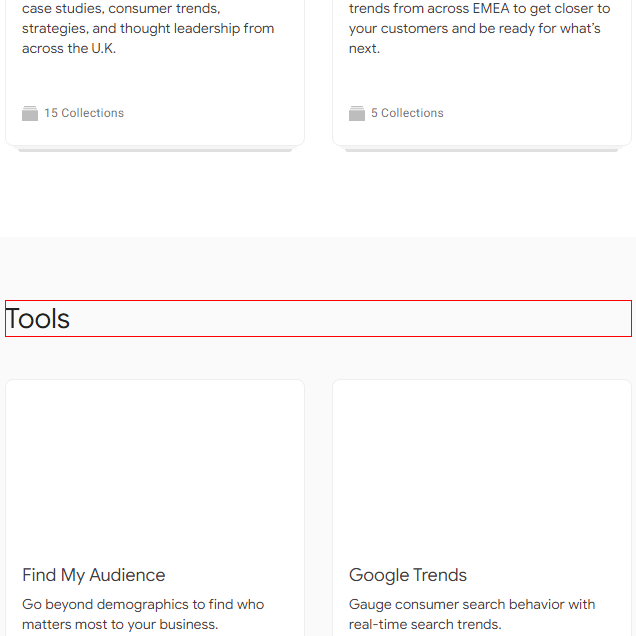 case studies, consumer trends,
strategies, and thought leadership from
across the U.K.
15 Collections
trends from across EMEA to get closer to
your customers and be ready for what’s
next.
5 Collections
Tools
Find My Audience
Go beyond demographics to find who
matters most to your business.
Google Trends
Gauge consumer search behavior with
real-time search trends.